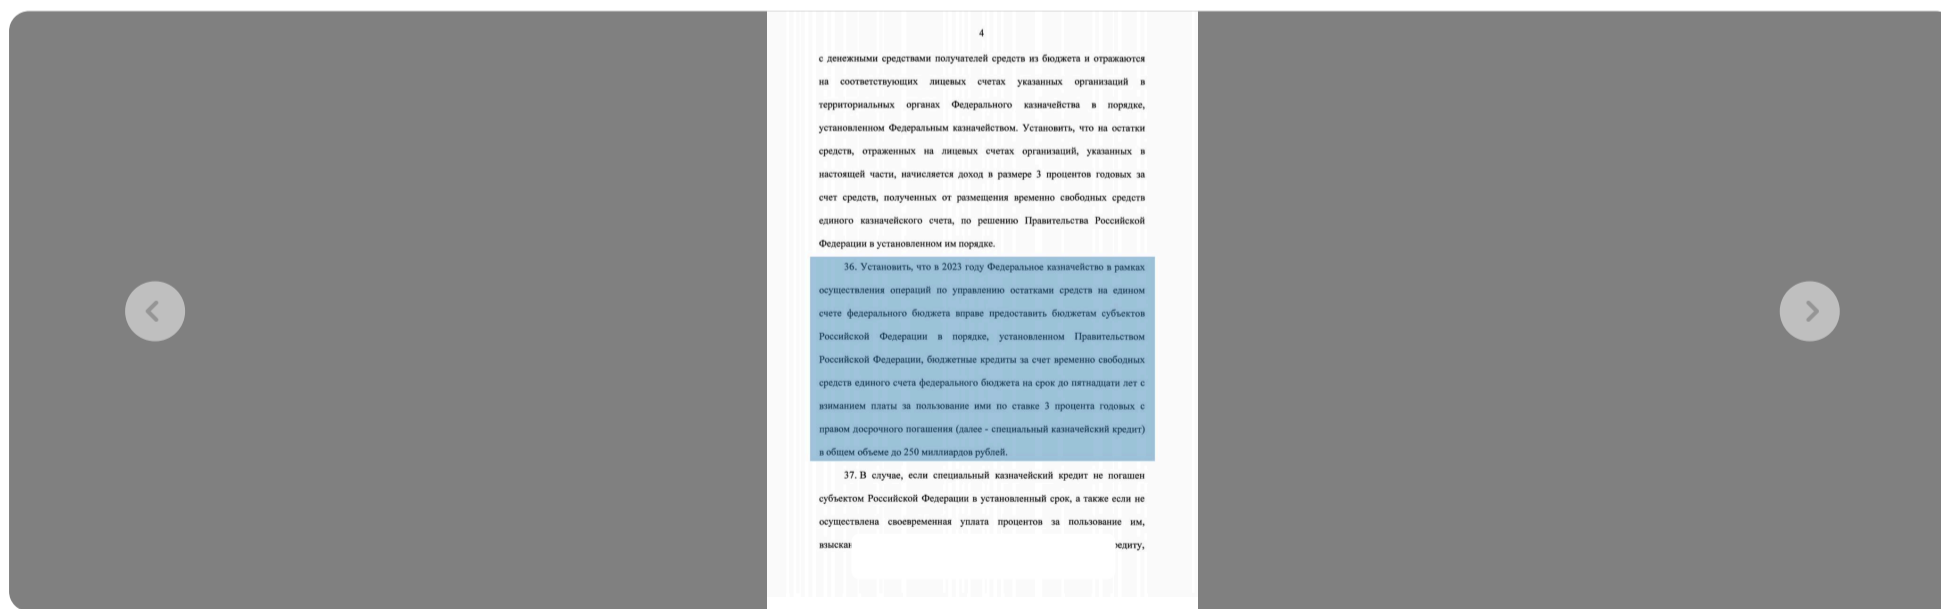 4
с денежными средствами получателей средств из бюджета и отражаются
на соответствующих лицевых счетах указанных организаций в
территориальных органах Федерального казначейства в порядке,
установленном Федеральным казначейством. Установить, что на остатки
средств, отраженных на лицевых счетах организаций, указанных в
настоящей части, начисляется доход в размере 3 процентов годовых за
счет средств, полученных от размещения временно свободных средств
единого казначейского счета, по решению Правительства Российской
Федерации в установленном им порядке.
36. Установить, что в 2023 году Федеральное казначейство в рамках
осуществления операций по управлению остатками средств на едином
счете федерального бюджета вправе предоставить бюджетам субъектов
Российской Федерации в порядке, установленном Правительством
Российской Федерации, бюджетные кредиты за счет временно свободных
средств единого счета федерального бюджета на срок до пятнадцати лет с
взиманием платы за пользование ими по ставке 3 процента годовых с
правом досрочного погашения (далее - специальный казначейский кредит)
в общем объеме до 250 миллиардов рублей.
37. В случае, если специальный казначейский кредит не погашен
субъектом Российской Федерации в установленный срок, а также если не
осуществлена своевременная уплата процентов за пользование им,